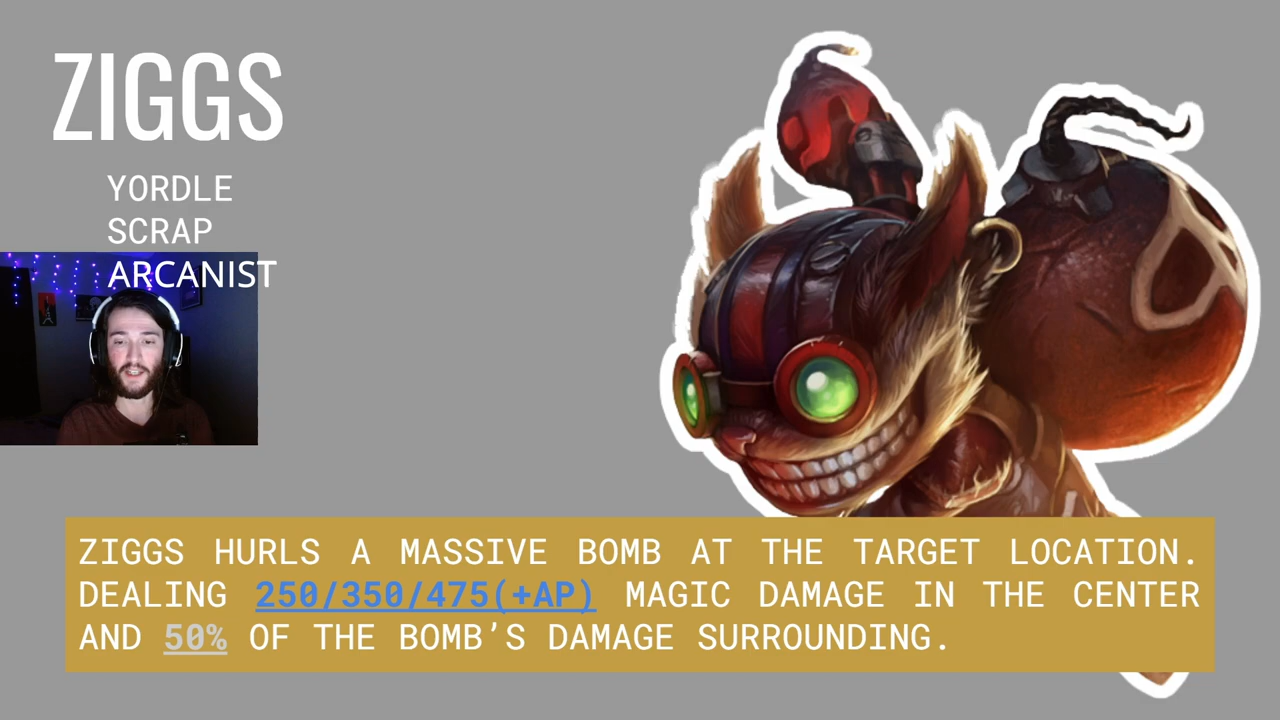 ZIGGS
YORDLE
SCRAP
ARCANIST
ZIGGS HURLS A MASSIVE BOMB AT THE TARGET LOCATION.
DEALING 250/350/475(+AP) MAGIC DAMAGE IN THE CENTER
AND 50% OF THE BOMB’S DAMAGE SURROUNDING.